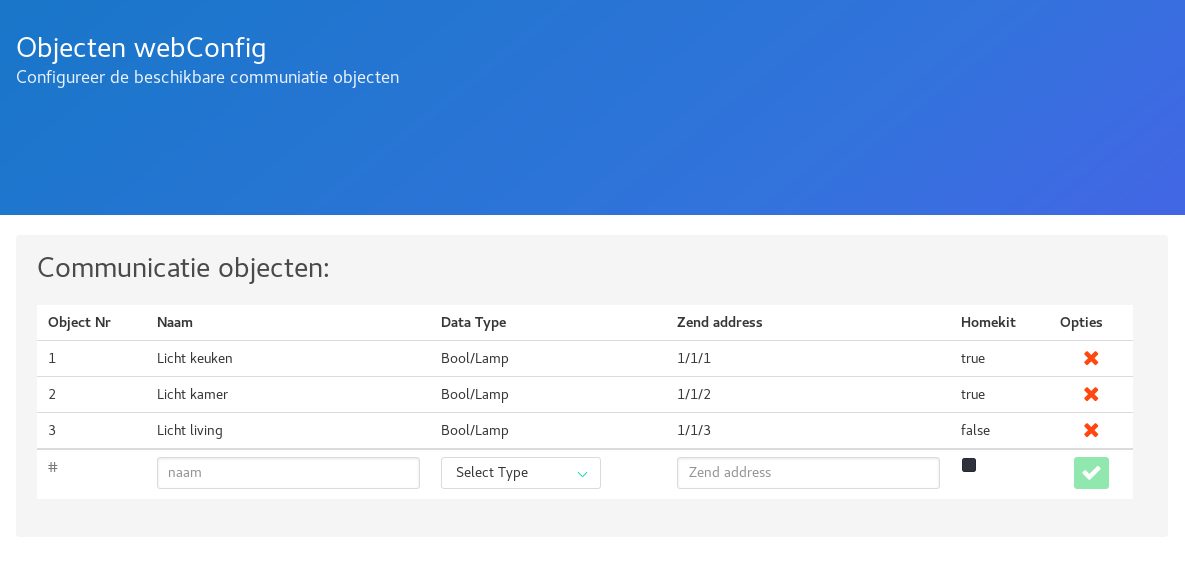 Objecten webConfig
Configureer de beschikbare communiatie objecten
Communicatie objecten:
Object Nr Naam Data Type Zend address Homekit Opties
1 Licht keuken Bool/Lamp 1/1/1 true
2 Licht kamer Bool/Lamp 1/1/2 true
3 Licht living Bool/Lamp 1/1/3 false
# naam Select Type Zend address